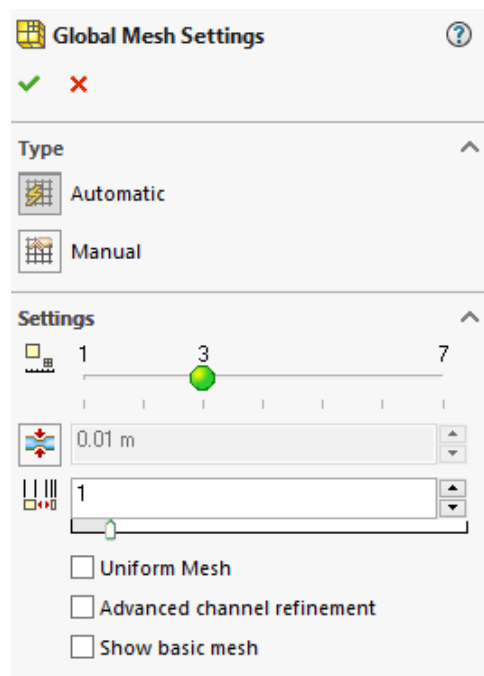 Global Mesh Settings
Type
Automatic
Manual
Settings
1 3 7
0.01 m
1
Uniform Mesh
Advanced channel refinement
Show basic mesh